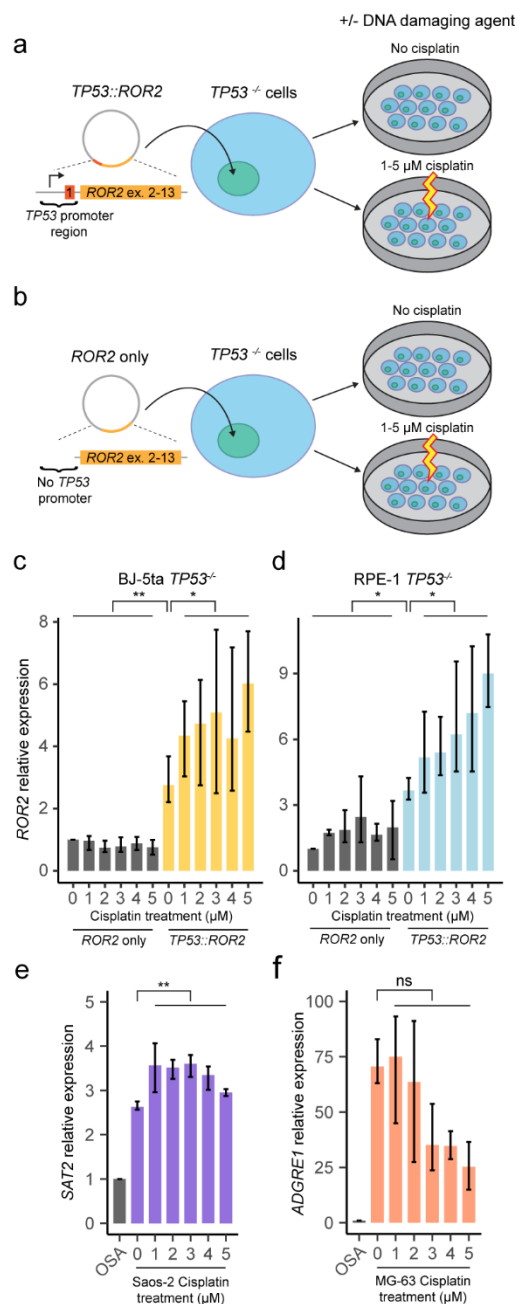 +/- DNA damaging agent
a
No cisplatin
TP53::ROR2
TP53 -/- cells
1
ROR2 ex. 2-13
TP53 promoter
region
1-5 µM cisplatin
b
No cisplatin
ROR2 only
TP53 -/- cells
ROR2 ex. 2-13
No TP53
promoter
1-5 µM cisplatin
c
BJ-5ta TP53-/-
** *
ROR2 relative expression
8
6
4
2
0
0 1 2 3 4 5 0 1 2 3 4 5
Cisplatin treatment (µM)
ROR2 only TP53::ROR2
d
RPE-1 TP53-/-
* *
9
6
3
0
0 1 2 3 4 5 0 1 2 3 4 5
Cisplatin treatment (µM)
ROR2 only TP53::ROR2
e
**
SAT2 relative expression
5
4
3
2
1
0
OSA 0 1 2 3 4 5
Saos-2 Cisplatin
treatment (µM)
f
ns
ADGRE1 relative expression
100
75
50
25
0
OSA 0 1 2 3 4 5
MG-63 Cisplatin
treatment (µM)